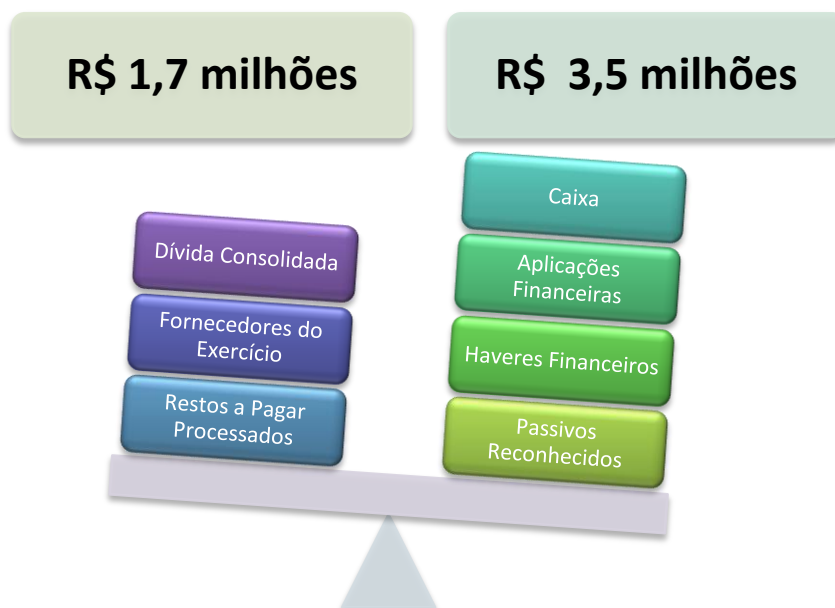 R$ 1,7 milhões
R$  3,5 milhões
Dívida Consolidada
Fornecedores do
Exercício
Restos a Pagar
Processados
Caixa
Aplicações
Financeiras
Haveres Financeiros
Passivos
Reconhecidos